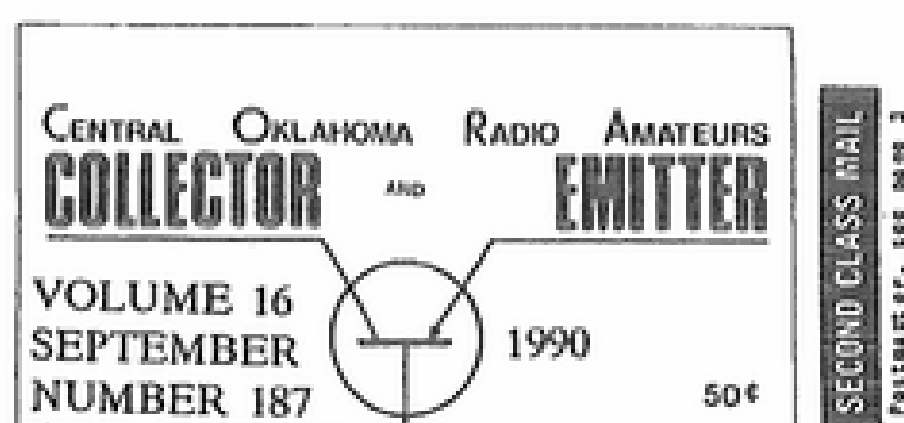 CENTRAL OKLAHOMA RADIO AMATEURS
COLLECTOR AND EMITTER
VOLUME 16
SEPTEMBER 1990
NUMBER 187
50¢
SECOND CLASS MAIL